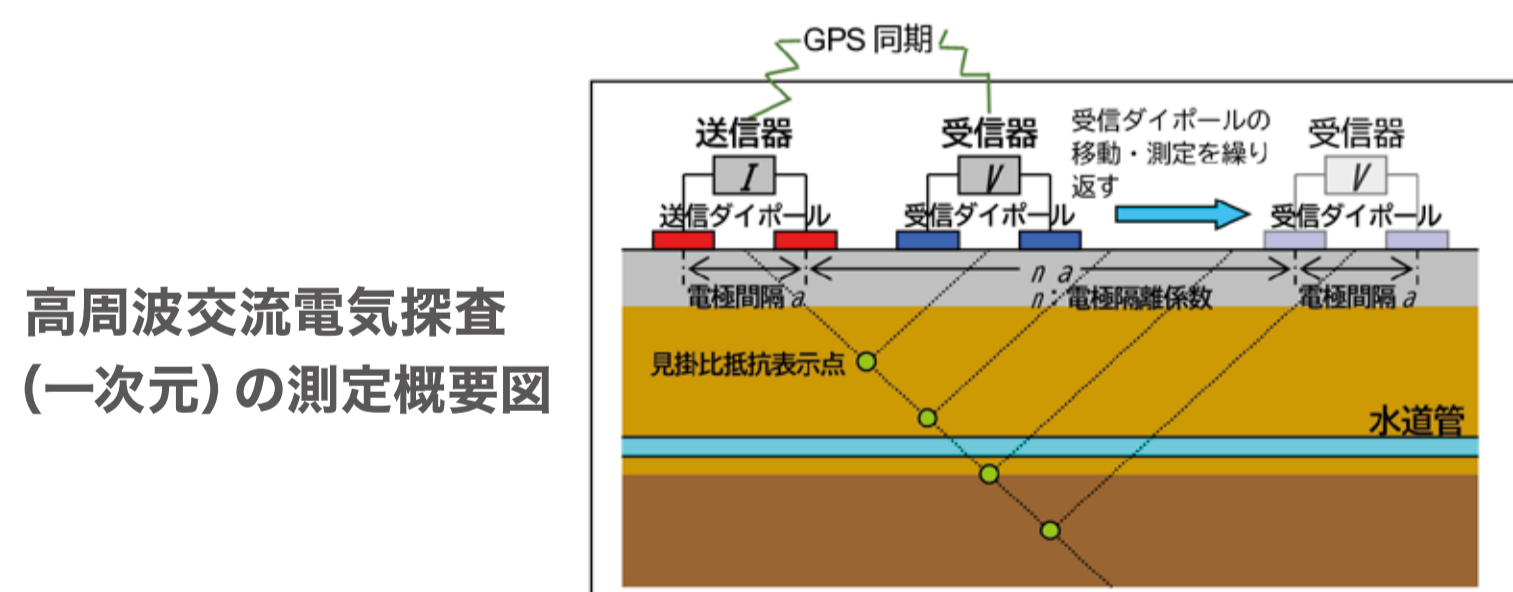 高周波交流電気探査
（一次元）の測定概要図
GPS 同期
送信器
受信器
受信ダイポールの
移動・測定を繰り
返す
受信器
I
V
V
送信ダイポール
受信ダイポール
受信ダイポール
n a
電極間隔 a
n：電極隔離係数
電極間隔 a
見掛比抵抗表示点
水道管